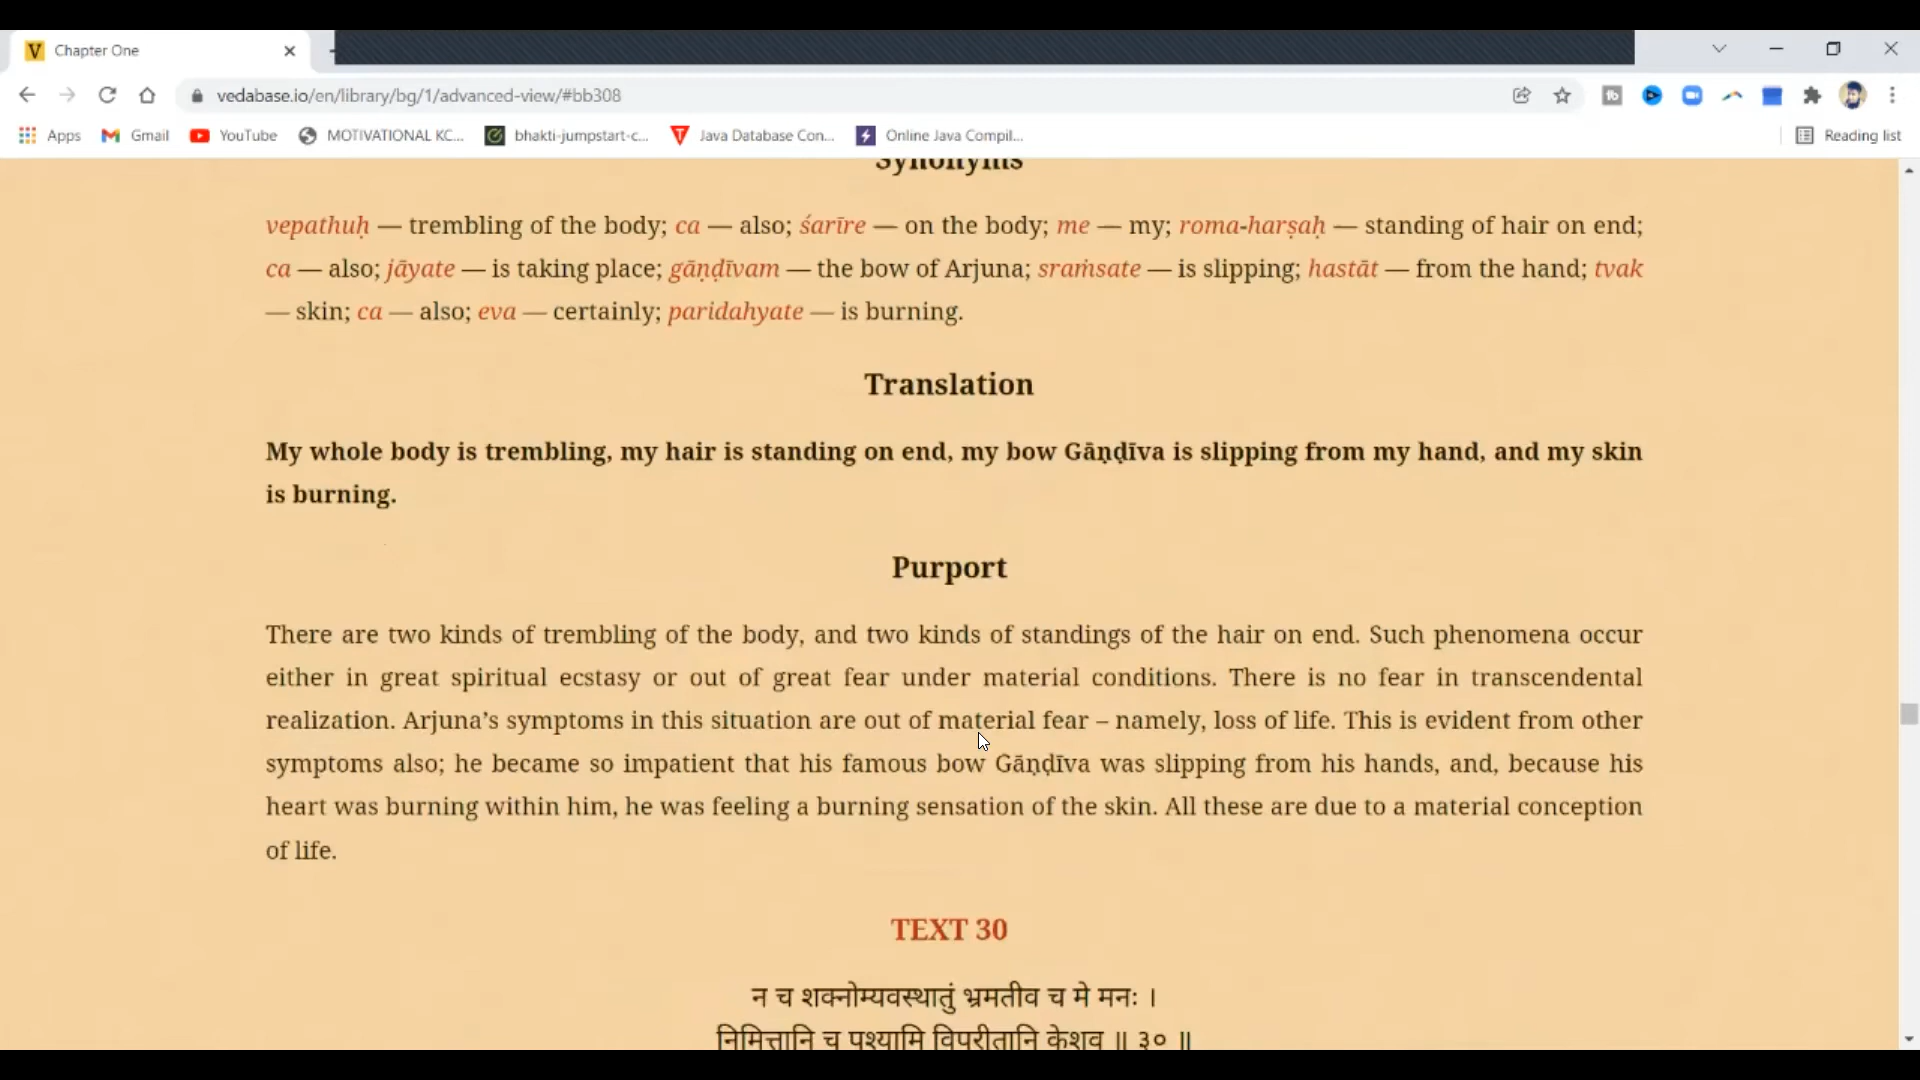 Chapter One
vedabase.io/en/library/bg/1/advanced-view/#bb308
Apps Gmail YouTube MOTIVATIONAL KC... bhakti-jumpstart-c... Java Database Con... Online Java Compil... Reading list
Synonyms
vepathuḥ — trembling of the body; ca — also; śarīre — on the body; me — my; roma-harṣaḥ — standing of hair on end;
ca — also; jāyate — is taking place; gāṇḍīvam — the bow of Arjuna; sraṁsate — is slipping; hastāt — from the hand; tvak
— skin; ca — also; eva — certainly; paridahyate — is burning.
Translation
My whole body is trembling, my hair is standing on end, my bow Gāṇḍīva is slipping from my hand, and my skin
is burning.
Purport
There are two kinds of trembling of the body, and two kinds of standings of the hair on end. Such phenomena occur
either in great spiritual ecstasy or out of great fear under material conditions. There is no fear in transcendental
realization. Arjuna’s symptoms in this situation are out of material fear – namely, loss of life. This is evident from other
symptoms also; he became so impatient that his famous bow Gāṇḍīva was slipping from his hands, and, because his
heart was burning within him, he was feeling a burning sensation of the skin. All these are due to a material conception
of life.
TEXT 30
न च शक्न‍ोम्यवस्थातुं भ्रमतीव च मे मनः ।
निमित्तानि च पश्यामि विपरीतानि केशव ॥ ३० ॥